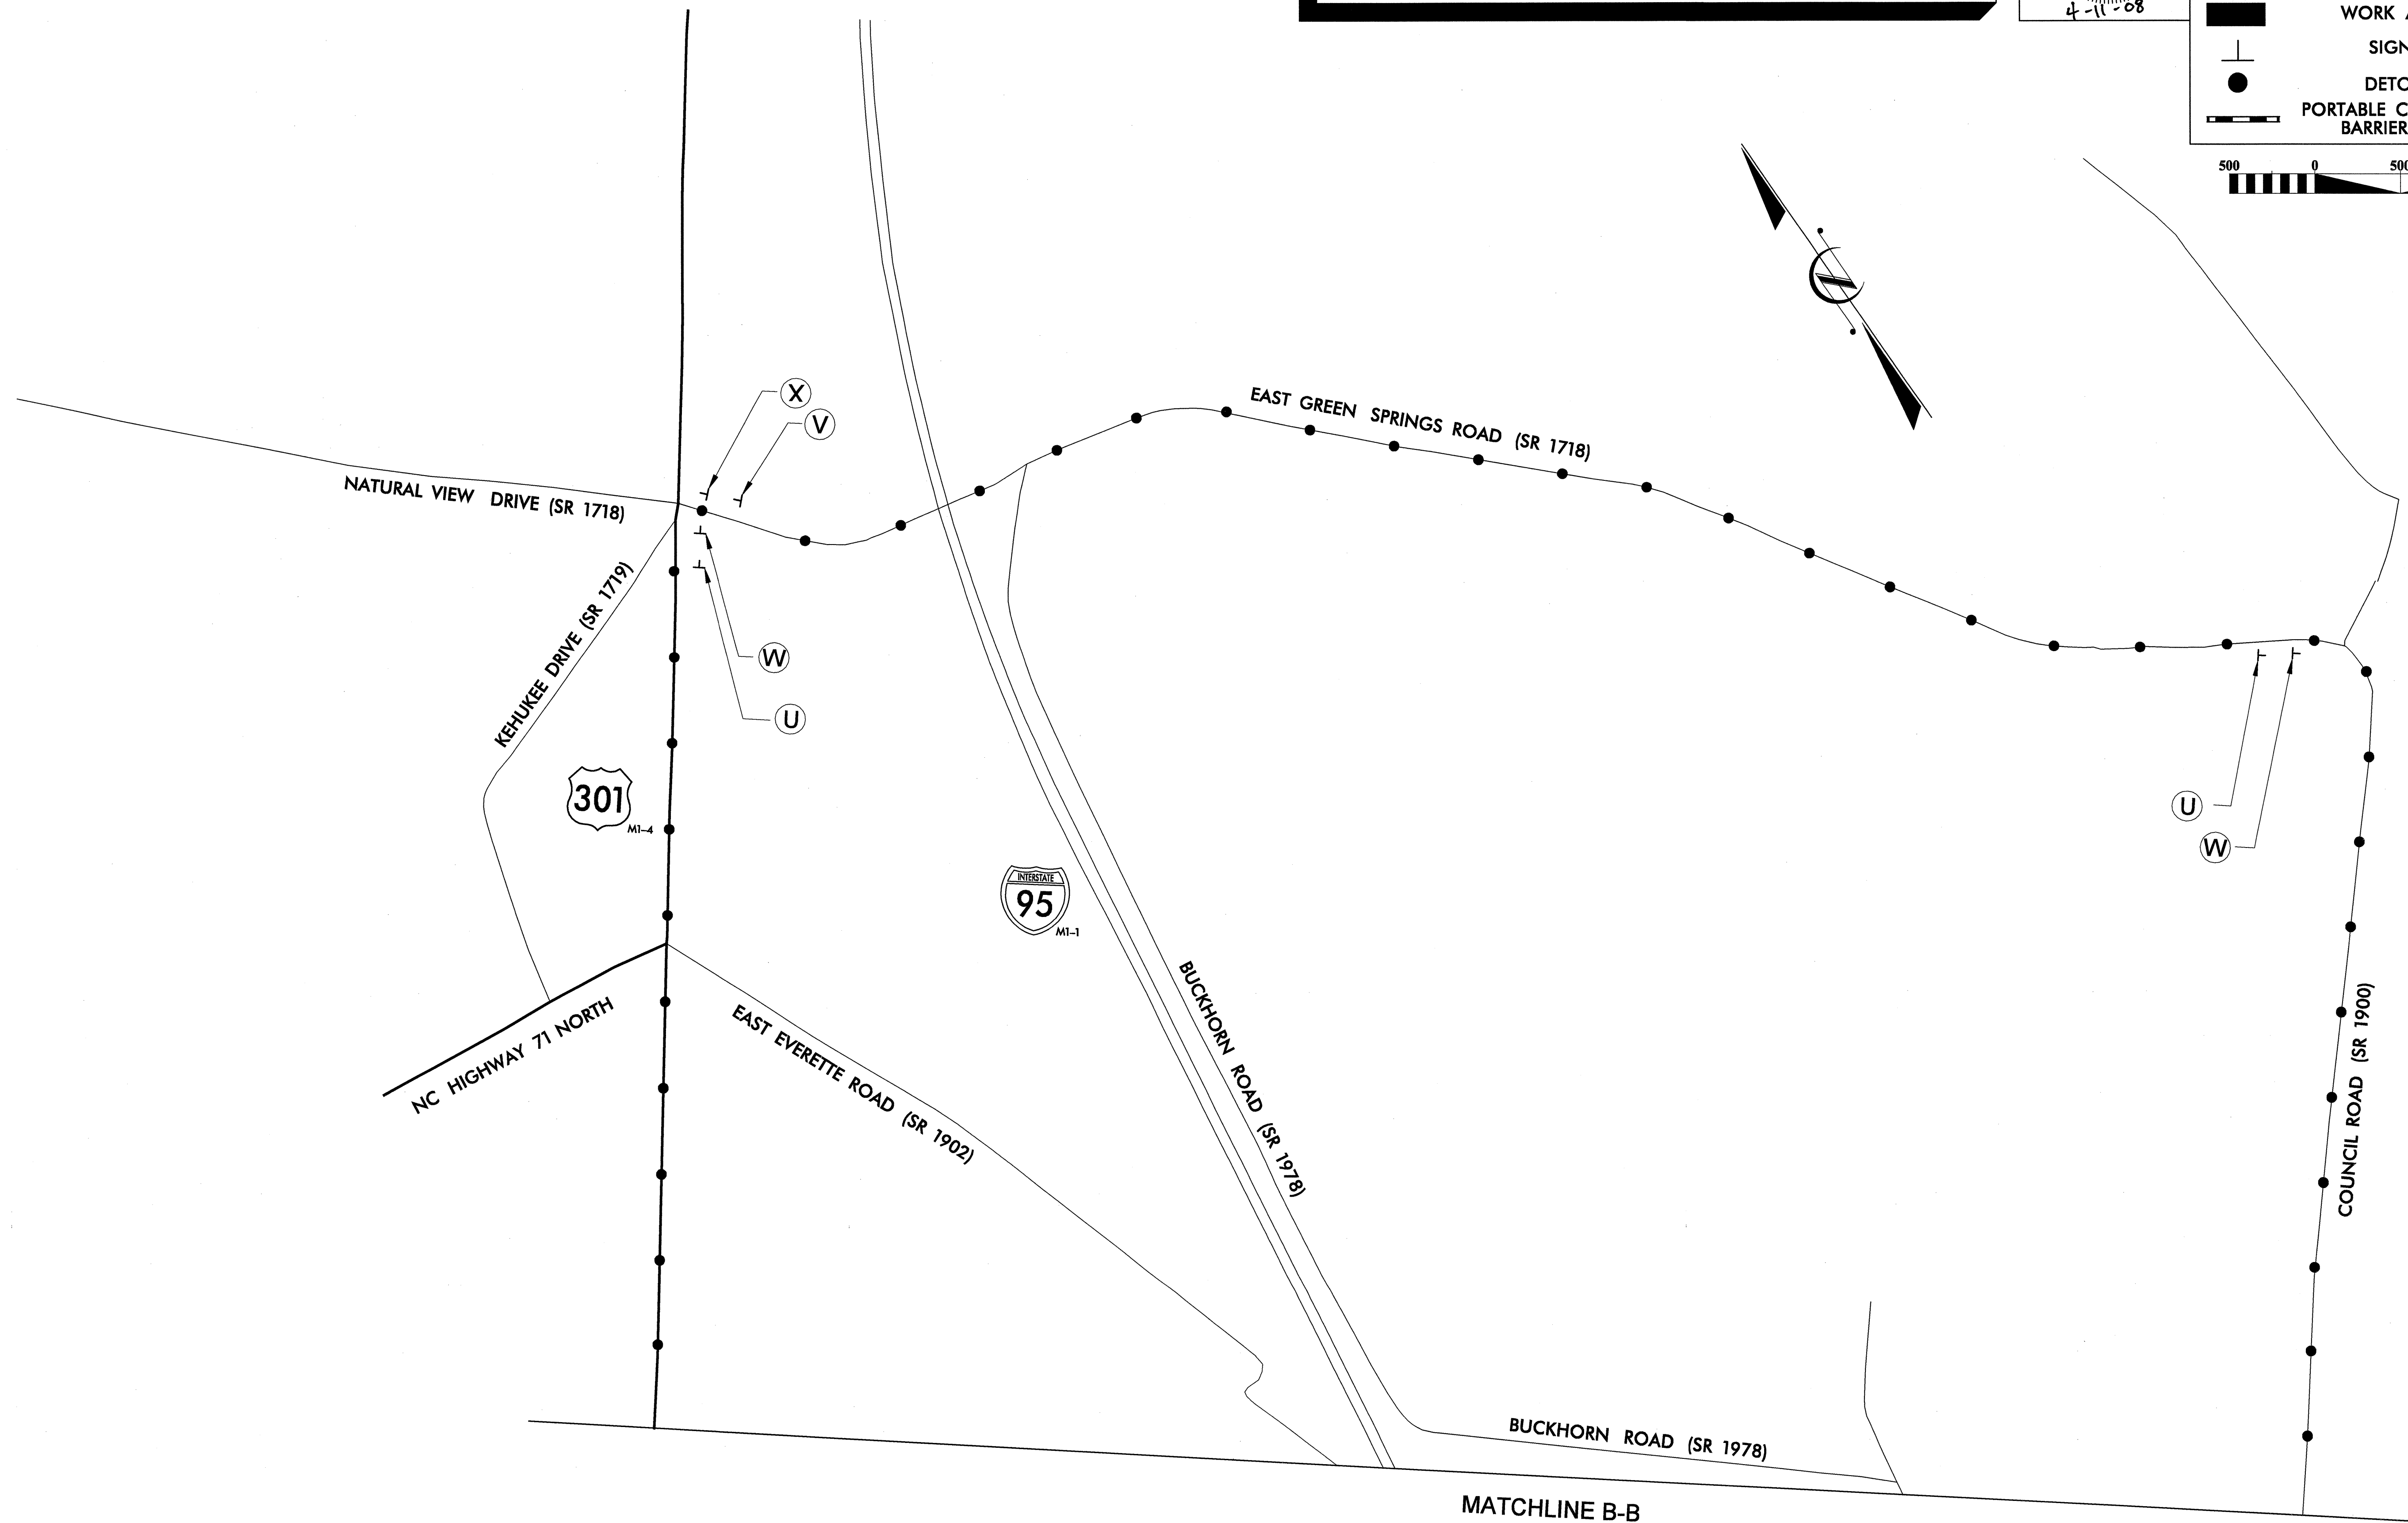 4-11-08
WORK
SIGN
PORTABLE
BARRIER
500 0 500
X
V
EAST GREEN SPRINGS ROAD (SR 1718)
NATURAL VIEW DRIVE (SR 1718)
KEHUKEE DRIVE (SR 1719)
W
U
301
M1-4
U
W
INTERSTATE
95
M1-1
NC HIGHWAY 71 NORTH
EAST EVERETTE ROAD (SR 1902)
BUCKHORN ROAD (SR 1978)
COUNCIL ROAD (SR 1900)
BUCKHORN ROAD (SR 1978)
MATCHLINE B-B